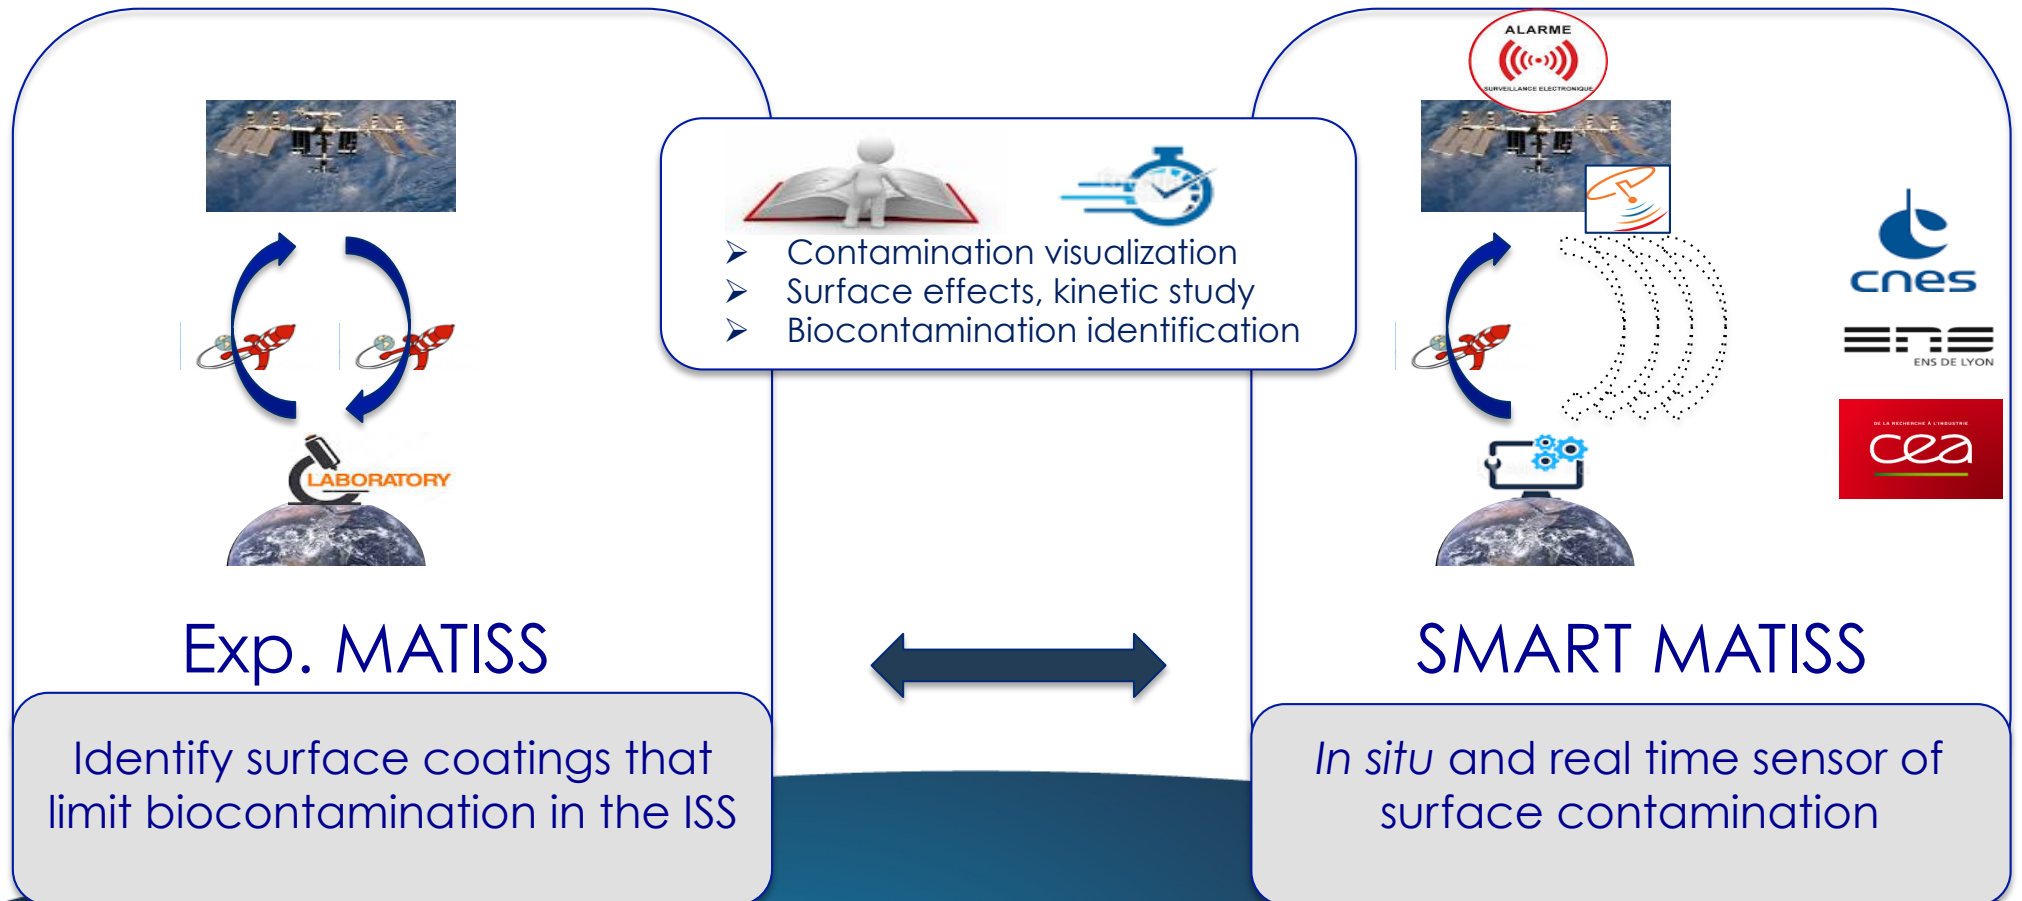 ALARME
SURVEILLANCE ELECTRONIQUE
➢ Contamination visualization
➢ Surface effects, kinetic study
➢ Biocontamination identification
cnes
ENS
ENS DE LYON
DE LA RECHERCHE À L'INDUSTRIE
cea
LABORATORY
Exp. MATISS
SMART MATISS
Identify surface coatings that
limit biocontamination in the ISS
In situ and real time sensor of
surface contamination